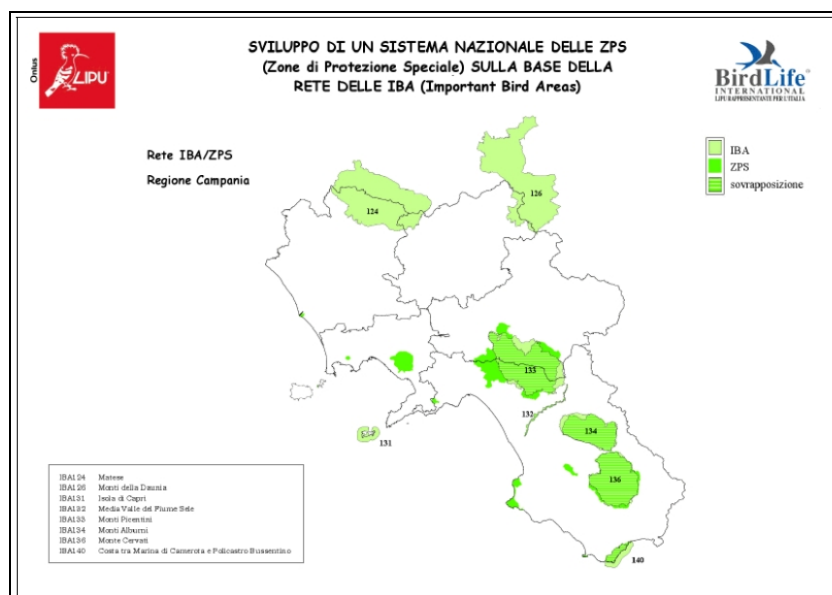 Onlus
LIPU
SVILUPPO DI UN SISTEMA NAZIONALE DELLE ZPS
(Zone di Protezione Speciale) SULLA BASE DELLA
RETE DELLE IBA (Important Bird Areas)
BirdLife
INTERNATIONAL
LIPU RAPPRESENTANTE PER L'ITALIA
Rete IBA/ZPS
Regione Campania
IBA
ZPS
sovrapposizione
124
126
133
132
131
134
136
140
IBA124 Matese
IBA126 Monti della Daunia
IBA131 Isola di Capri
IBA132 Media Valle del Fiume Sele
IBA133 Monti Picentini
IBA134 Monti Alburni
IBA136 Monte Cervati
IBA140 Costa tra Marina di Camerota e Policastro Bussentino